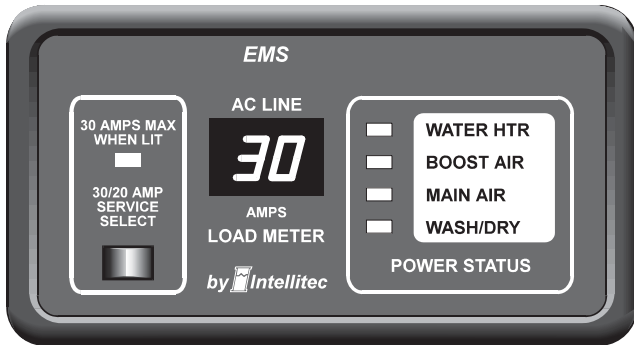 EMS
30 AMPS MAX
WHEN LIT
30/20 AMP
SERVICE
SELECT
AC LINE
30
AMPS
LOAD METER
by Intellitec
WATER HTR
BOOST AIR
MAIN AIR
WASH/DRY
POWER STATUS